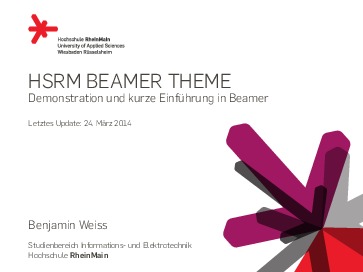 Hochschule RheinMain
University of Applied Sciences
Wiesbaden Rüsselsheim
HSRM BEAMER THEME
Demonstration und kurze Einführung in Beamer
Letztes Update: 24. März 2014
Benjamin Weiss
Studienbereich Informations- und Elektrotechnik
Hochschule RheinMain